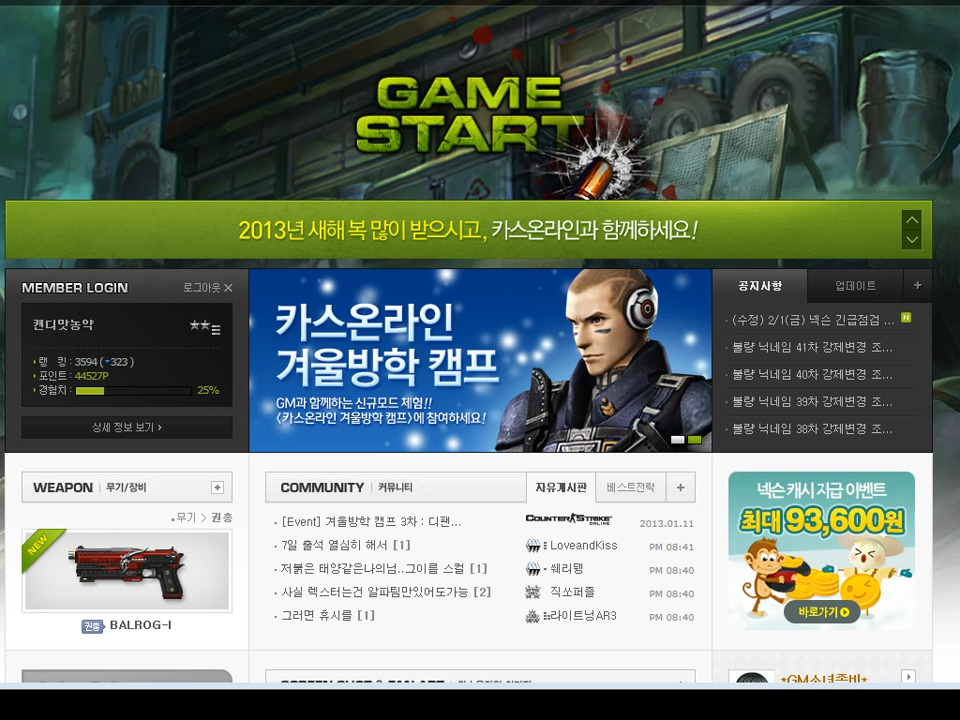 GAME
START
2013년 새해 복 많이 받으시고, 카스온라인과 함께하세요!
MEMBER LOGIN
로그아웃 ×
캔디맛농약
랭 킹 : 3594 ( 323 )
포인트 : 44527P
경험치 : 25%
상세 정보 보기 ›
카스온라인
겨울방학 캠프
GM과 함께하는 신규모드 체험!!
<카스온라인 겨울방학 캠프>에 참여하세요!
공지사항
업데이트
+
(수정) 2/1(금) 넥슨 긴급점검 ... N
불량 닉네임 41차 강제변경 조...
불량 닉네임 40차 강제변경 조...
불량 닉네임 39차 강제변경 조...
불량 닉네임 38차 강제변경 조...
WEAPON | 무기/장비
+
무기 > 권총
NEW
권총 BALROG-I
COMMUNITY | 커뮤니티
자유게시판
베스트전략
+
[Event] 겨울방학 캠프 3차 : 디팬... COUNTER STRIKE ONLINE 2013.01.11
7일 출석 열심히 해서 [1] LoveandKiss PM 08:41
저붉은 태양같은나의님..그이름 스컬 [1] 웨리템 PM 08:40
사실 렉스터는건 알파팀만있어도가능 [2] 직쏘퍼즐 PM 08:40
그러면 휴시를 [1] 라이트닝AR3 PM 08:40
넥슨 캐시 지급 이벤트
최대 93,600원
바로가기
*GM소녀좀비*